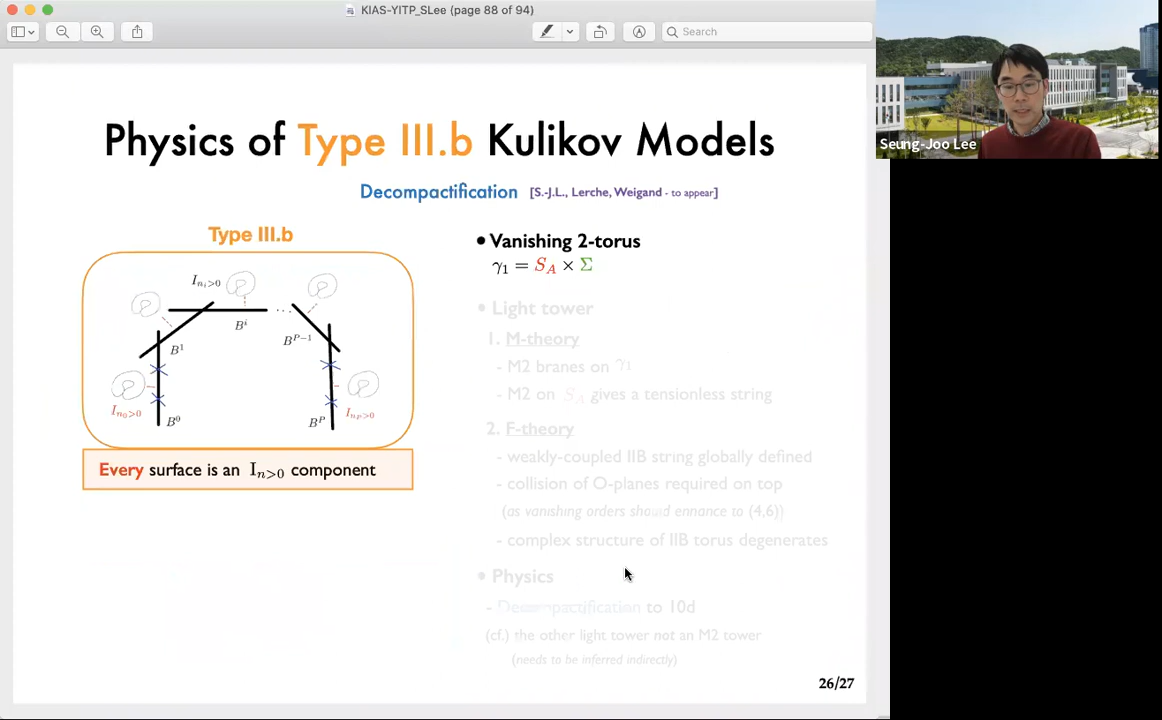 KIAS-YITP_SLee (page 88 of 94)
Search
Seung-Joo Lee
Physics of Type III.b Kulikov Models
Decompactification [S.-J.L., Lerche, Weigand - to appear]
Type III.b
I_{n_i>0}
B^i
...
B^{P-1}
B^1
I_{n_0>0}
B^0
B^P
I_{n_P>0}
Every surface is an I_{n>0} component
• Vanishing 2-torus
γ₁ = S_A × Σ
• Light tower
1. M-theory
- M2 branes on γ₁
- M2 on S_A gives a tensionless string
2. F-theory
- weakly-coupled IIB string globally defined
- collision of O-planes required on top
(as vanishing orders should enhance to (4,6))
- complex structure of IIB torus degenerates
• Physics
- Decompactification to 10d
(cf.) the other light tower not an M2 tower
(needs to be inferred indirectly)
26/27